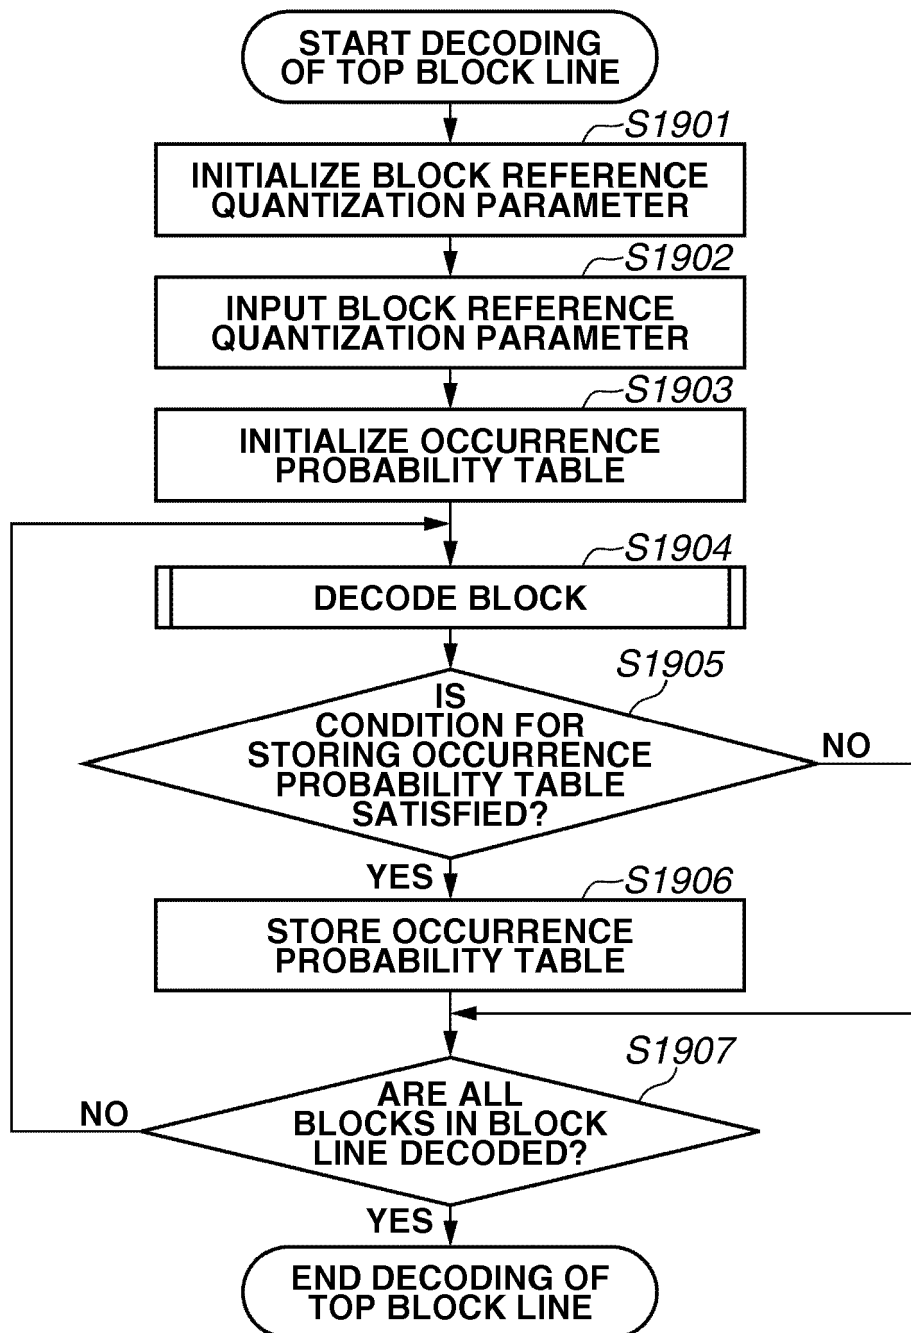 START DECODING
OF TOP BLOCK LINE
S1901
INITIALIZE BLOCK REFERENCE
QUANTIZATION PARAMETER
S1902
INPUT BLOCK REFERENCE
QUANTIZATION PARAMETER
S1903
INITIALIZE OCCURRENCE
PROBABILITY TABLE
S1904
DECODE BLOCK
S1905
IS
CONDITION FOR
STORING OCCURRENCE
PROBABILITY TABLE
SATISFIED?
NO
YES
S1906
STORE OCCURRENCE
PROBABILITY TABLE
S1907
ARE ALL
BLOCKS IN BLOCK
LINE DECODED?
NO
YES
END DECODING OF
TOP BLOCK LINE